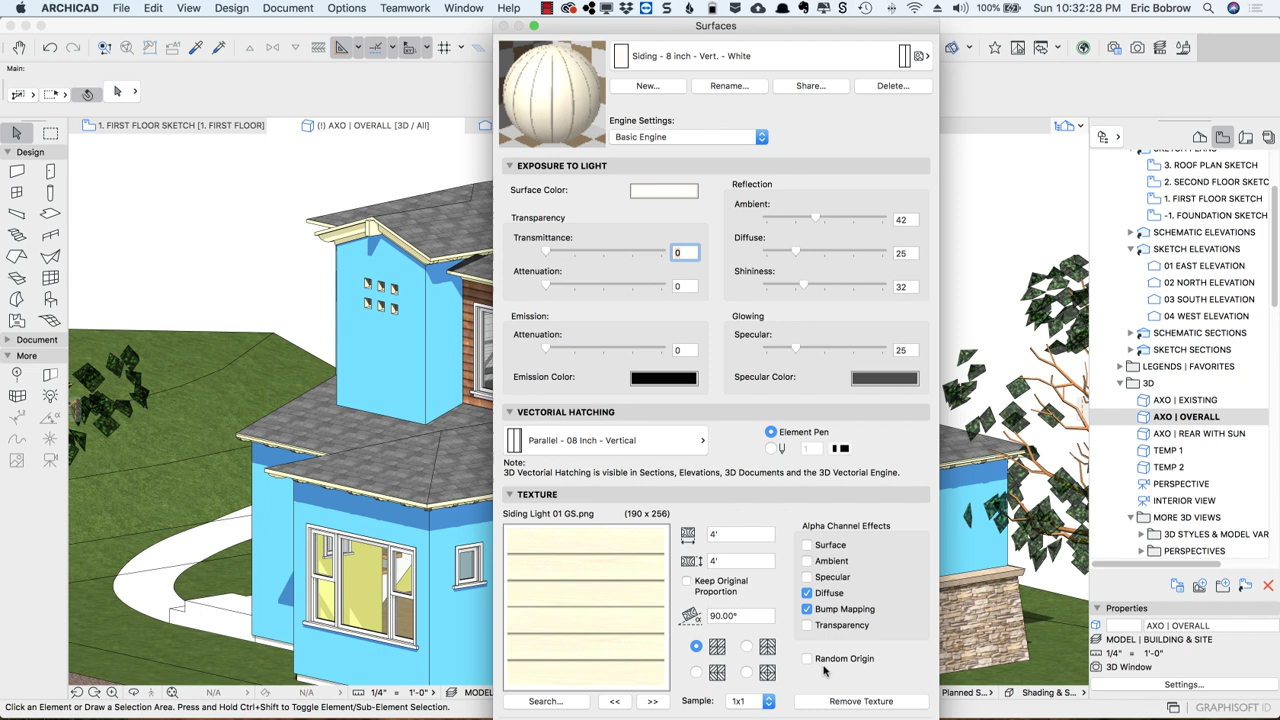 ARCHICAD File Edit View Design Document Options Teamwork Window Help
100% Sun 10:32:28 PM Eric Bobrow
Main:
1. FIRST FLOOR SKETCH [1. FIRST FLOOR]
(!) AXO | OVERALL [3D / All]
Design
Document
More
Surfaces
Siding - 8 inch - Vert. - White
New... Rename... Share... Delete...
Engine Settings:
Basic Engine
EXPOSURE TO LIGHT
Surface Color:
Transparency
Transmittance:
0
Attenuation:
0
Emission:
Attenuation:
0
Emission Color:
Reflection
Ambient:
42
Diffuse:
25
Shininess:
32
Glowing
Specular:
25
Specular Color:
VECTORIAL HATCHING
Parallel - 08 Inch - Vertical
Element Pen
1
Note:
3D Vectorial Hatching is visible in Sections, Elevations, 3D Documents and the 3D Vectorial Engine.
TEXTURE
Siding Light 01 GS.png (190 x 256)
4'
4'
Keep Original
Proportion
90.00°
Alpha Channel Effects
Surface
Ambient
Specular
Diffuse
Bump Mapping
Transparency
Random Origin
Search... << >> Sample: 1x1 Remove Texture
3. ROOF PLAN SKETCH
2. SECOND FLOOR SKETC
1. FIRST FLOOR SKETCH
-1. FOUNDATION SKETCH
SCHEMATIC ELEVATIONS
SKETCH ELEVATIONS
01 EAST ELEVATION
02 NORTH ELEVATION
03 SOUTH ELEVATION
04 WEST ELEVATION
SCHEMATIC SECTIONS
SKETCH SECTIONS
LEGENDS | FAVORITES
3D
AXO | EXISTING
AXO | OVERALL
AXO | REAR WITH SUN
TEMP 1
TEMP 2
PERSPECTIVE
INTERIOR VIEW
MORE 3D VIEWS
3D STYLES & MODEL VAR
PERSPECTIVES
Properties
AXO | OVERALL
MODEL | BUILDING & SITE
1/4" = 1'-0"
3D Window
Settings...
N/A N/A 1/4" = 1'-0" MODEL
Planned S... Shading & S...
Click an Element or Draw a Selection Area. Press and Hold Ctrl+Shift to Toggle Element/Sub-Element Selection.
GRAPHISOFT ID